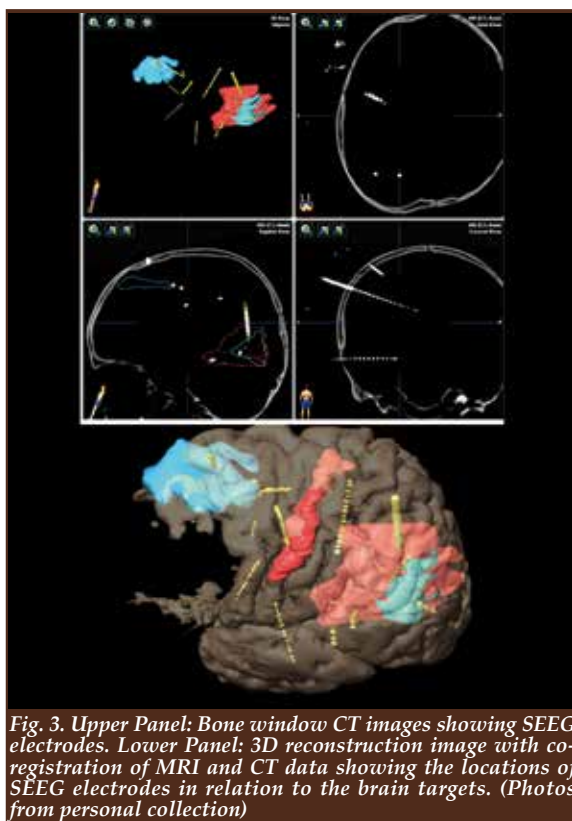 Fig. 3. Upper Panel: Bone window CT images showing SEEG
electrodes. Lower Panel: 3D reconstruction image with co-
registration of MRI and CT data showing the locations of
SEEG electrodes in relation to the brain targets. (Photos
from personal collection)